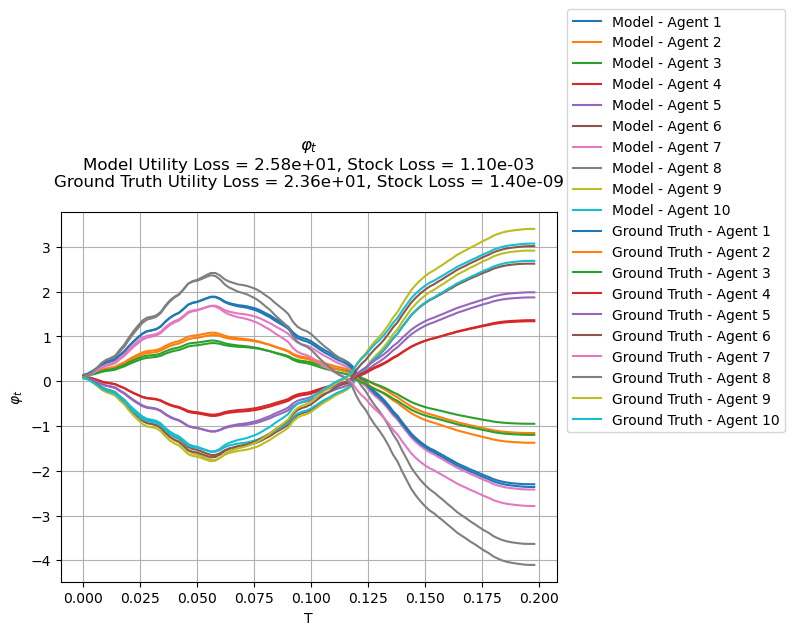 φt
Model Utility Loss = 2.58e+01, Stock Loss = 1.10e-03
Ground Truth Utility Loss = 2.36e+01, Stock Loss = 1.40e-09
Model - Agent 1
Model - Agent 2
Model - Agent 3
Model - Agent 4
Model - Agent 5
Model - Agent 6
Model - Agent 7
Model - Agent 8
Model - Agent 9
Model - Agent 10
Ground Truth - Agent 1
Ground Truth - Agent 2
Ground Truth - Agent 3
Ground Truth - Agent 4
Ground Truth - Agent 5
Ground Truth - Agent 6
Ground Truth - Agent 7
Ground Truth - Agent 8
Ground Truth - Agent 9
Ground Truth - Agent 10
φt
3
2
1
0
−1
−2
−3
−4
0.000 0.025 0.050 0.075 0.100 0.125 0.150 0.175 0.200
T